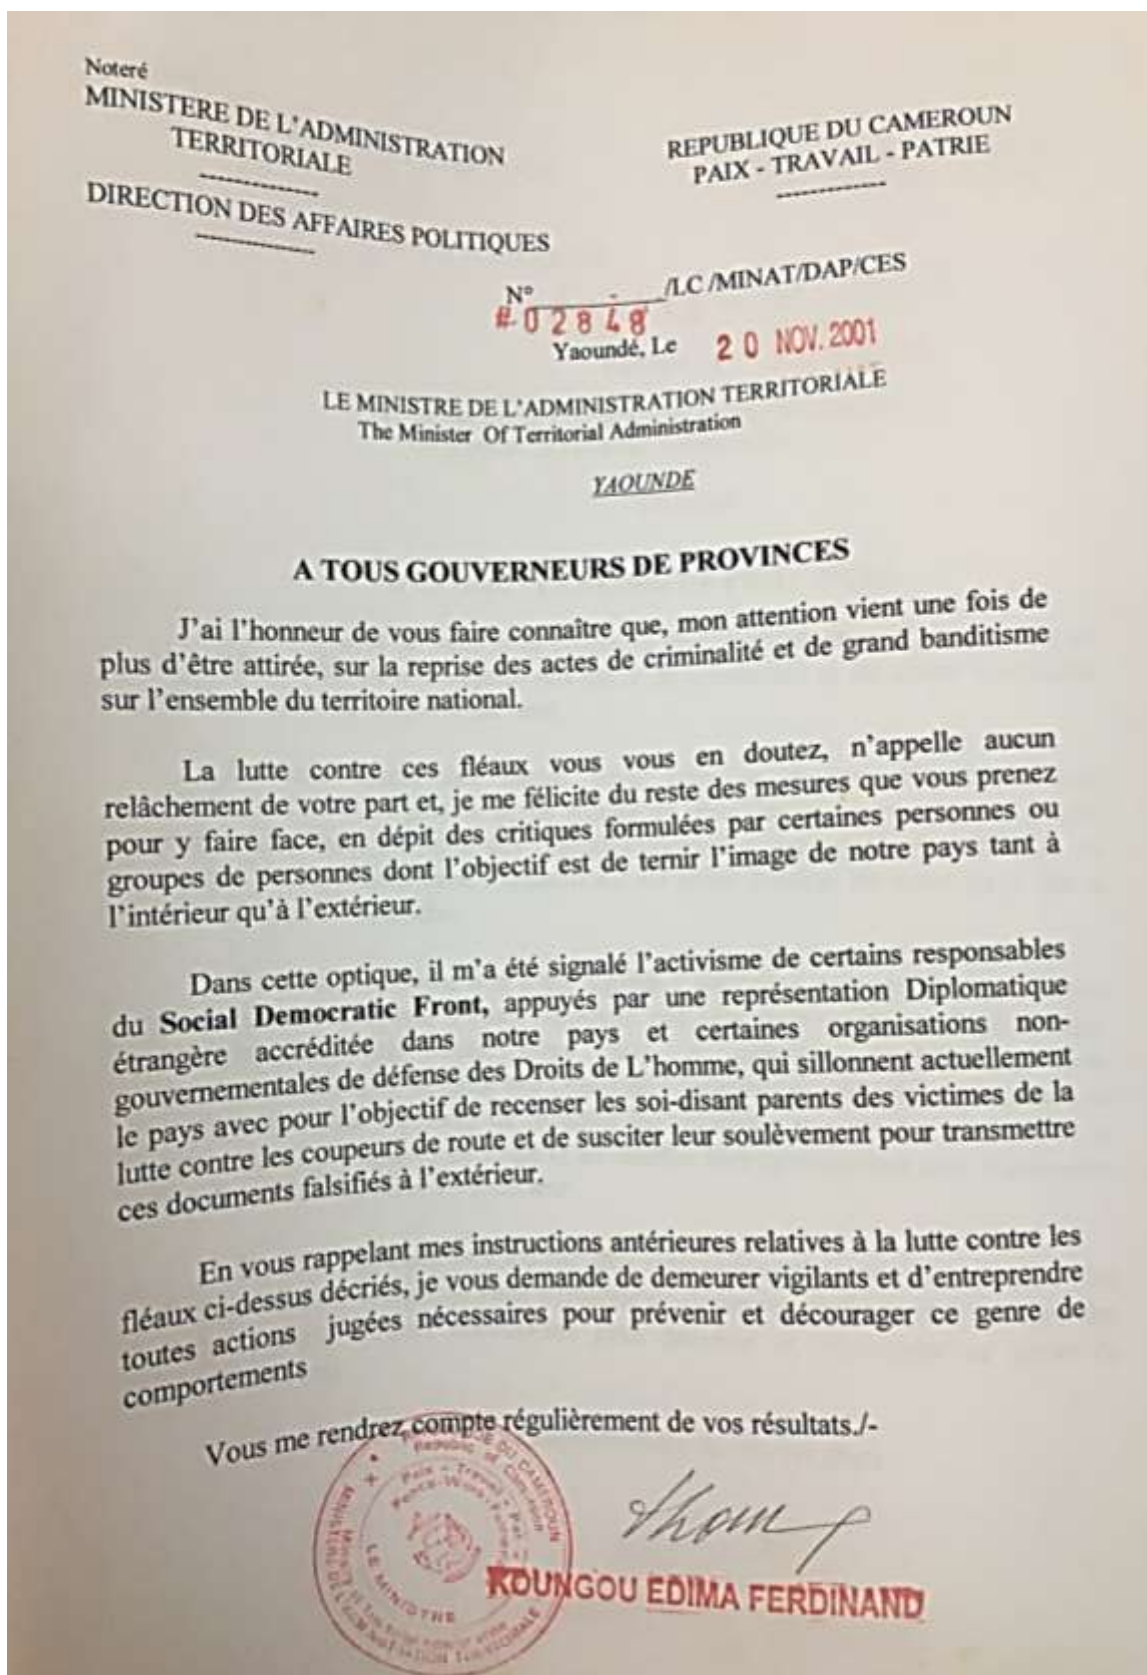 Noteré
MINISTERE DE L'ADMINISTRATION
TERRITORIALE
---------------
DIRECTION DES AFFAIRES POLITIQUES
---------------
REPUBLIQUE DU CAMEROUN
PAIX - TRAVAIL - PATRIE
--------------
N° /LC /MINAT/DAP/CES
#02848
Yaoundé, Le 20 NOV. 2001
LE MINISTRE DE L'ADMINISTRATION TERRITORIALE
The Minister Of Territorial Administration
YAOUNDE
A TOUS GOUVERNEURS DE PROVINCES
J'ai l'honneur de vous faire connaître que, mon attention vient une fois de
plus d'être attirée, sur la reprise des actes de criminalité et de grand banditisme
sur l'ensemble du territoire national.
La lutte contre ces fléaux vous vous en doutez, n'appelle aucun
relâchement de votre part et, je me félicite du reste des mesures que vous prenez
pour y faire face, en dépit des critiques formulées par certaines personnes ou
groupes de personnes dont l'objectif est de ternir l'image de notre pays tant à
l'intérieur qu'à l'extérieur.
Dans cette optique, il m'a été signalé l'activisme de certains responsables
du Social Democratic Front, appuyés par une représentation Diplomatique
étrangère accréditée dans notre pays et certaines organisations non-
gouvernementales de défense des Droits de L'homme, qui sillonnent actuellement
le pays avec pour l'objectif de recenser les soi-disant parents des victimes de la
lutte contre les coupeurs de route et de susciter leur soulèvement pour transmettre
ces documents falsifiés à l'extérieur.
En vous rappelant mes instructions antérieures relatives à la lutte contre les
fléaux ci-dessus décriés, je vous demande de demeurer vigilants et d'entreprendre
toutes actions jugées nécessaires pour prévenir et décourager ce genre de
comportements
Vous me rendrez compte régulièrement de vos résultats./-
DU CAMEROUN
Republic of Cameroon
Paix - Travail - Patrie
Peace - Work -
LE MINISTRE
KOUNGOU EDIMA FERDINAND